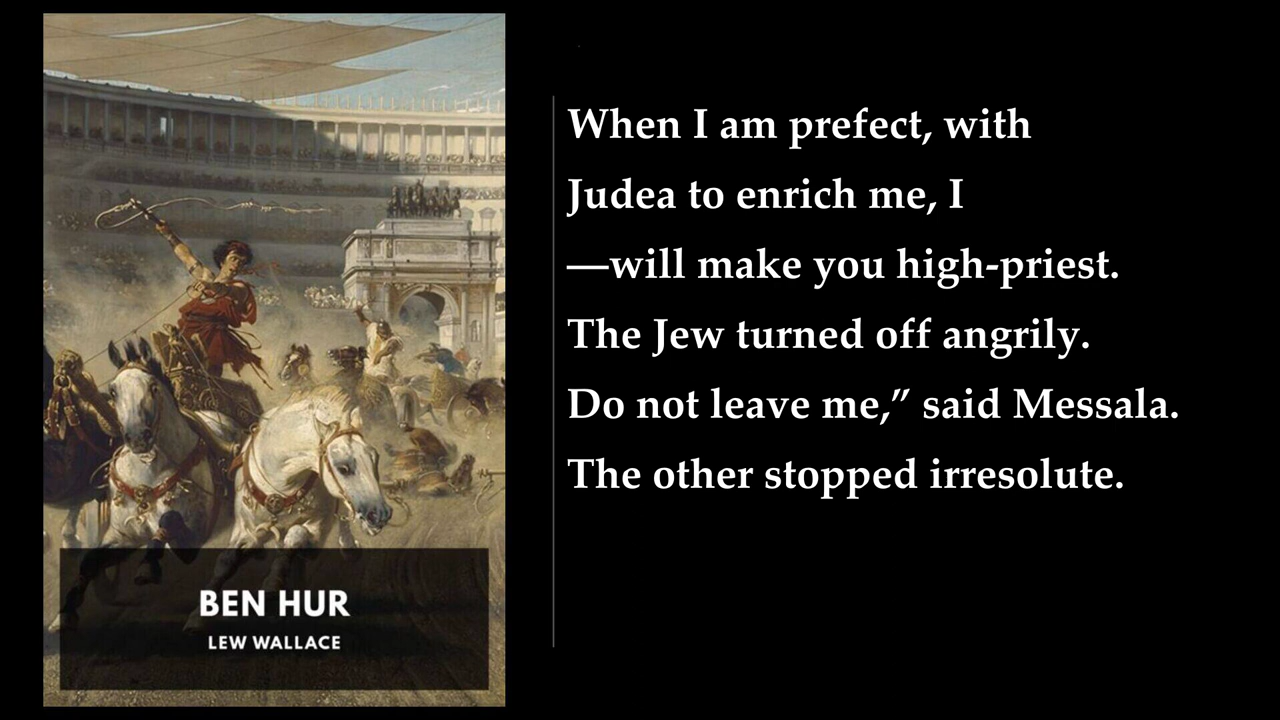 BEN HUR
LEW WALLACE
When I am prefect, with
Judea to enrich me, I
—will make you high-priest.
The Jew turned off angrily.
Do not leave me,” said Messala.
The other stopped irresolute.